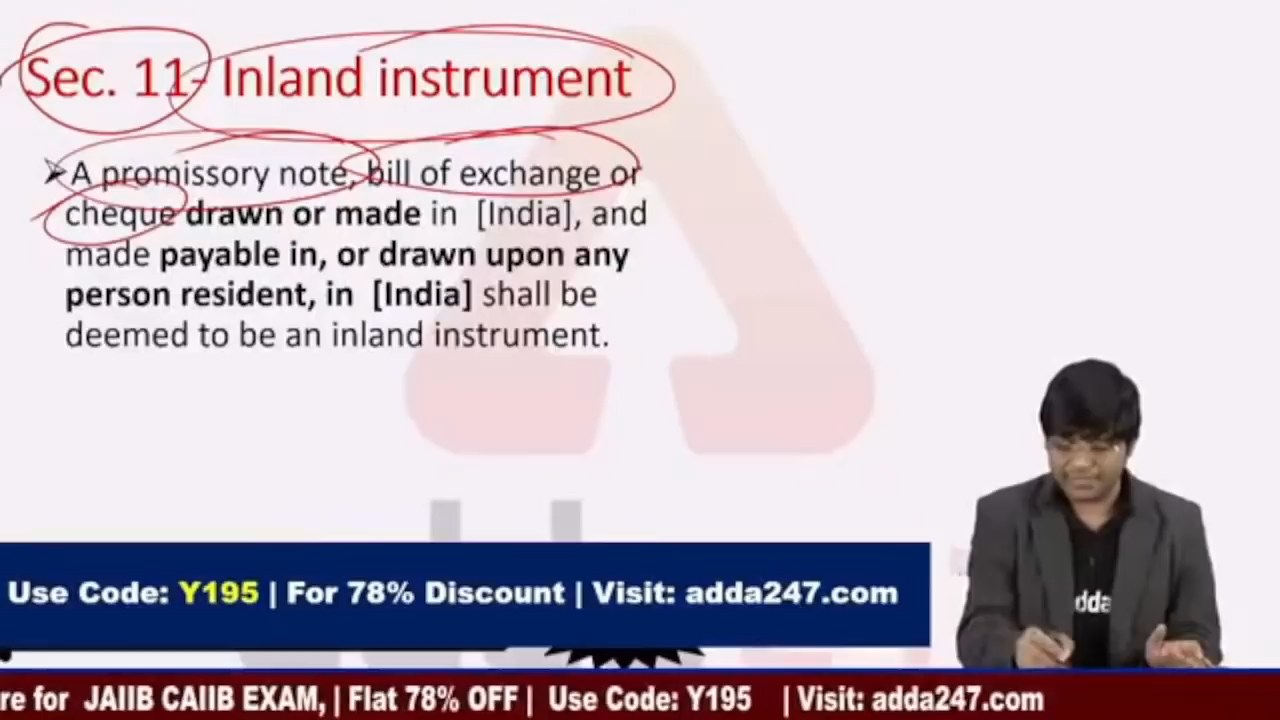 Sec. 11- Inland instrument
A promissory note, bill of exchange or
cheque drawn or made in [India], and
made payable in, or drawn upon any
person resident, in [India] shall be
deemed to be an inland instrument.
Use Code: Y195 | For 78% Discount | Visit: adda247.com
dda
re for JAIIB CAIIB EXAM, | Flat 78% OFF | Use Code: Y195 | Visit: adda247.com